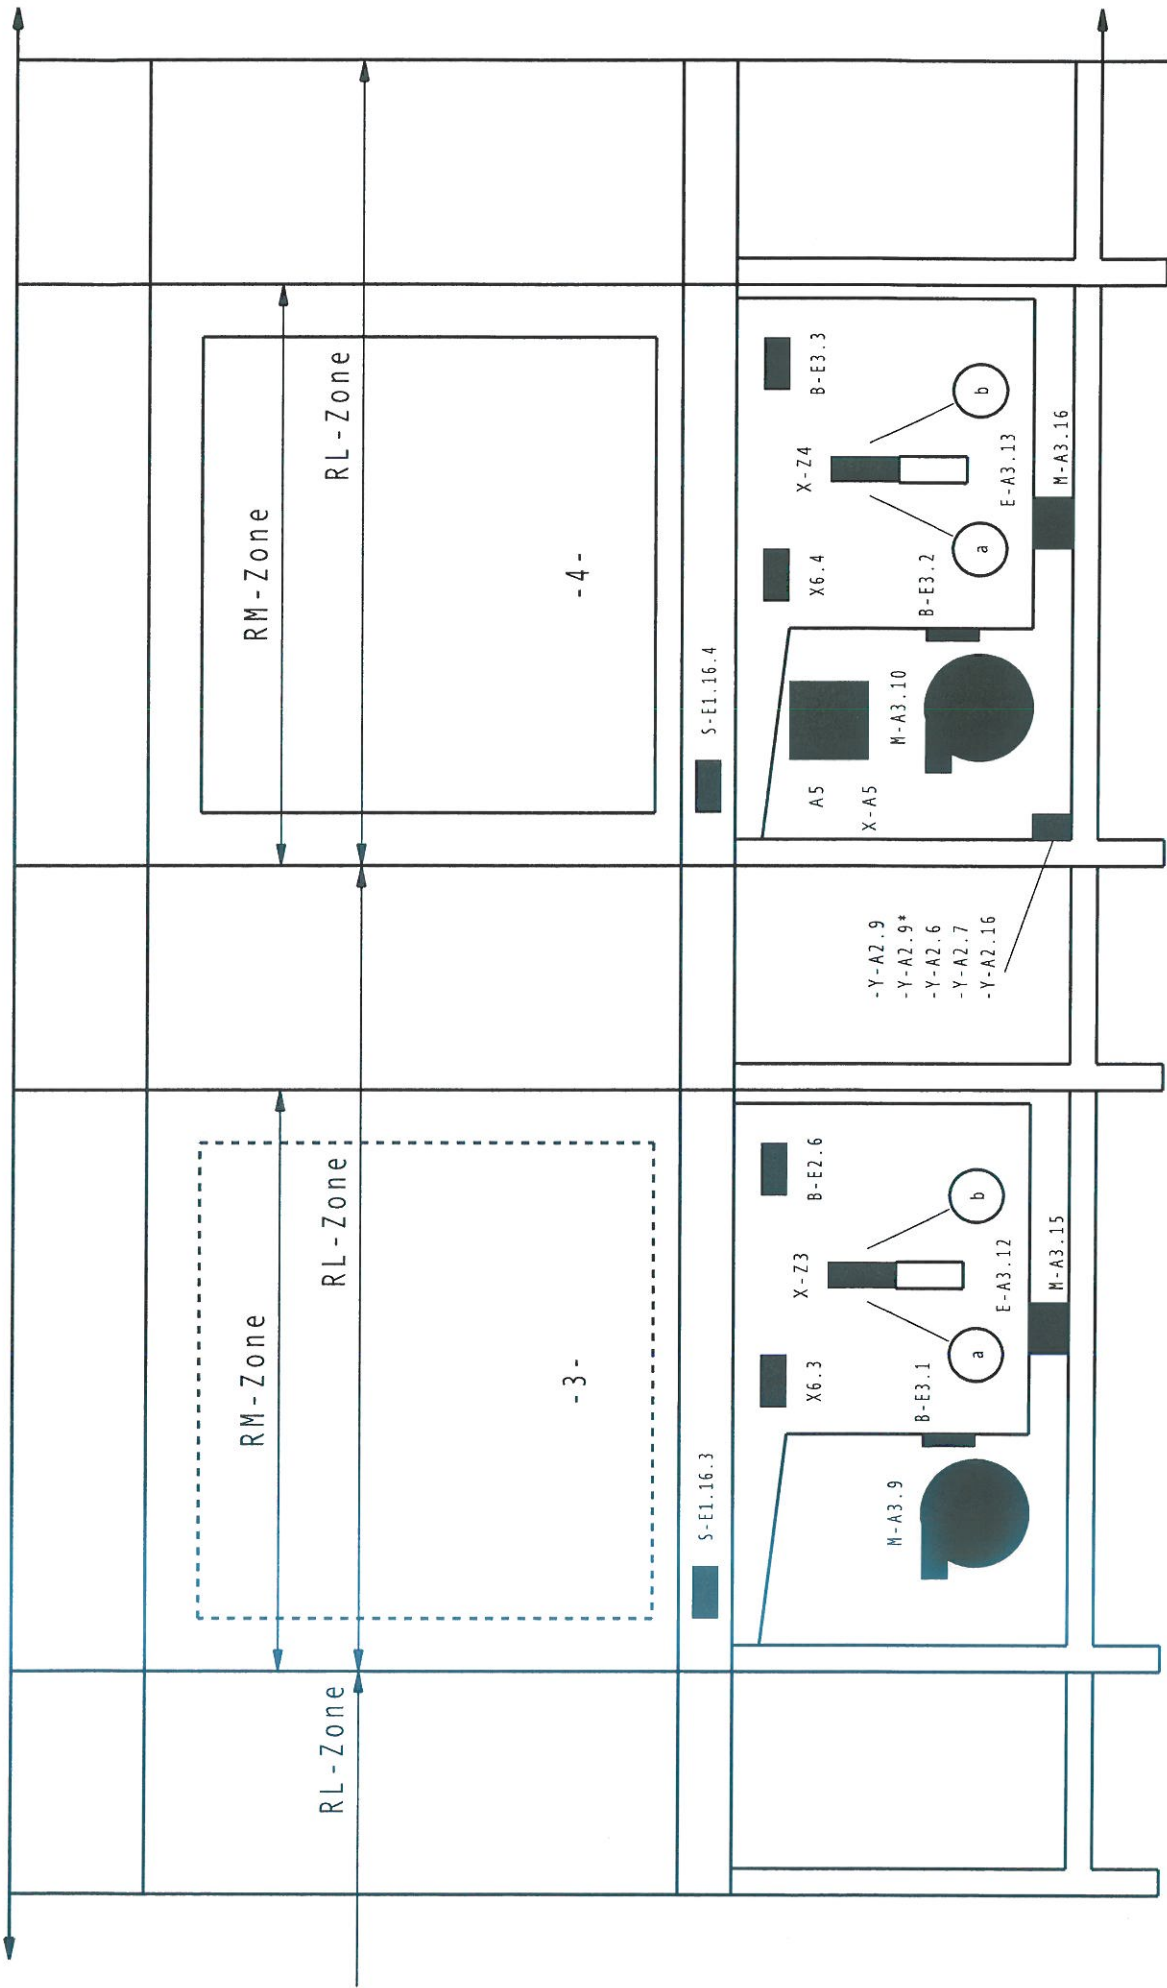 RM-Zone
RM-Zone
RL-Zone
RL-Zone
RL-Zone
-3-
-4-
S-E1.16.3
S-E1.16.4
X6.3
X-Z3
B-E2.6
M-A3.9
B-E3.1
a
b
E-A3.12
M-A3.15
-Y-A2.9
-Y-A2.9*
-Y-A2.6
-Y-A2.7
-Y-A2.16
A5
X-A5
M-A3.10
X6.4
X-Z4
B-E3.3
B-E3.2
a
b
E-A3.13
M-A3.16